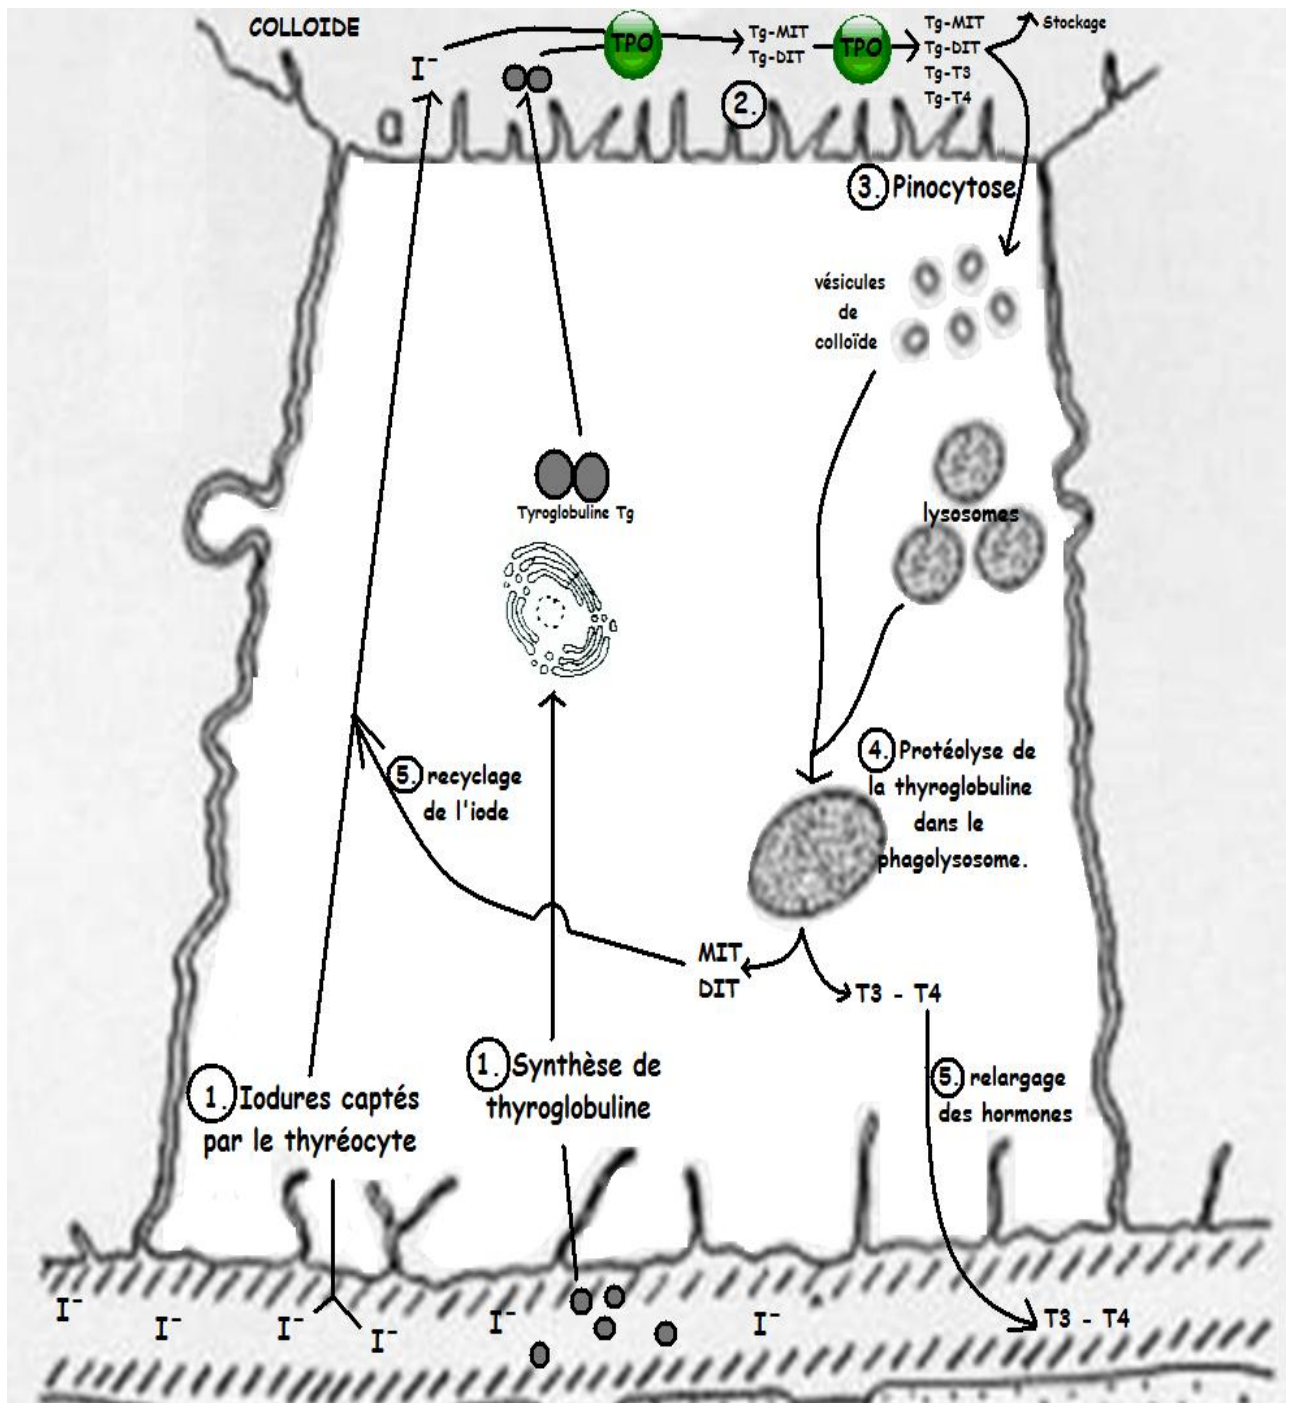 COLLOIDE
I⁻
TPO
Tg-MIT
Tg-DIT
TPO
Tg-MIT
Tg-DIT
Tg-T3
Tg-T4
Stockage
a
2.
3. Pinocytose
vésicules
de
colloïde
Tyroglobuline Tg
lysosomes
4. Protéolyse de
la thyroglobuline
dans le
phagolysosome.
5. recyclage
de l'iode
MIT
DIT
T3 - T4
1. Iodures captés
par le thyréocyte
1. Synthèse de
thyroglobuline
5. relargage
des hormones
I⁻
I⁻
I⁻
I⁻
I⁻
I⁻
T3 - T4